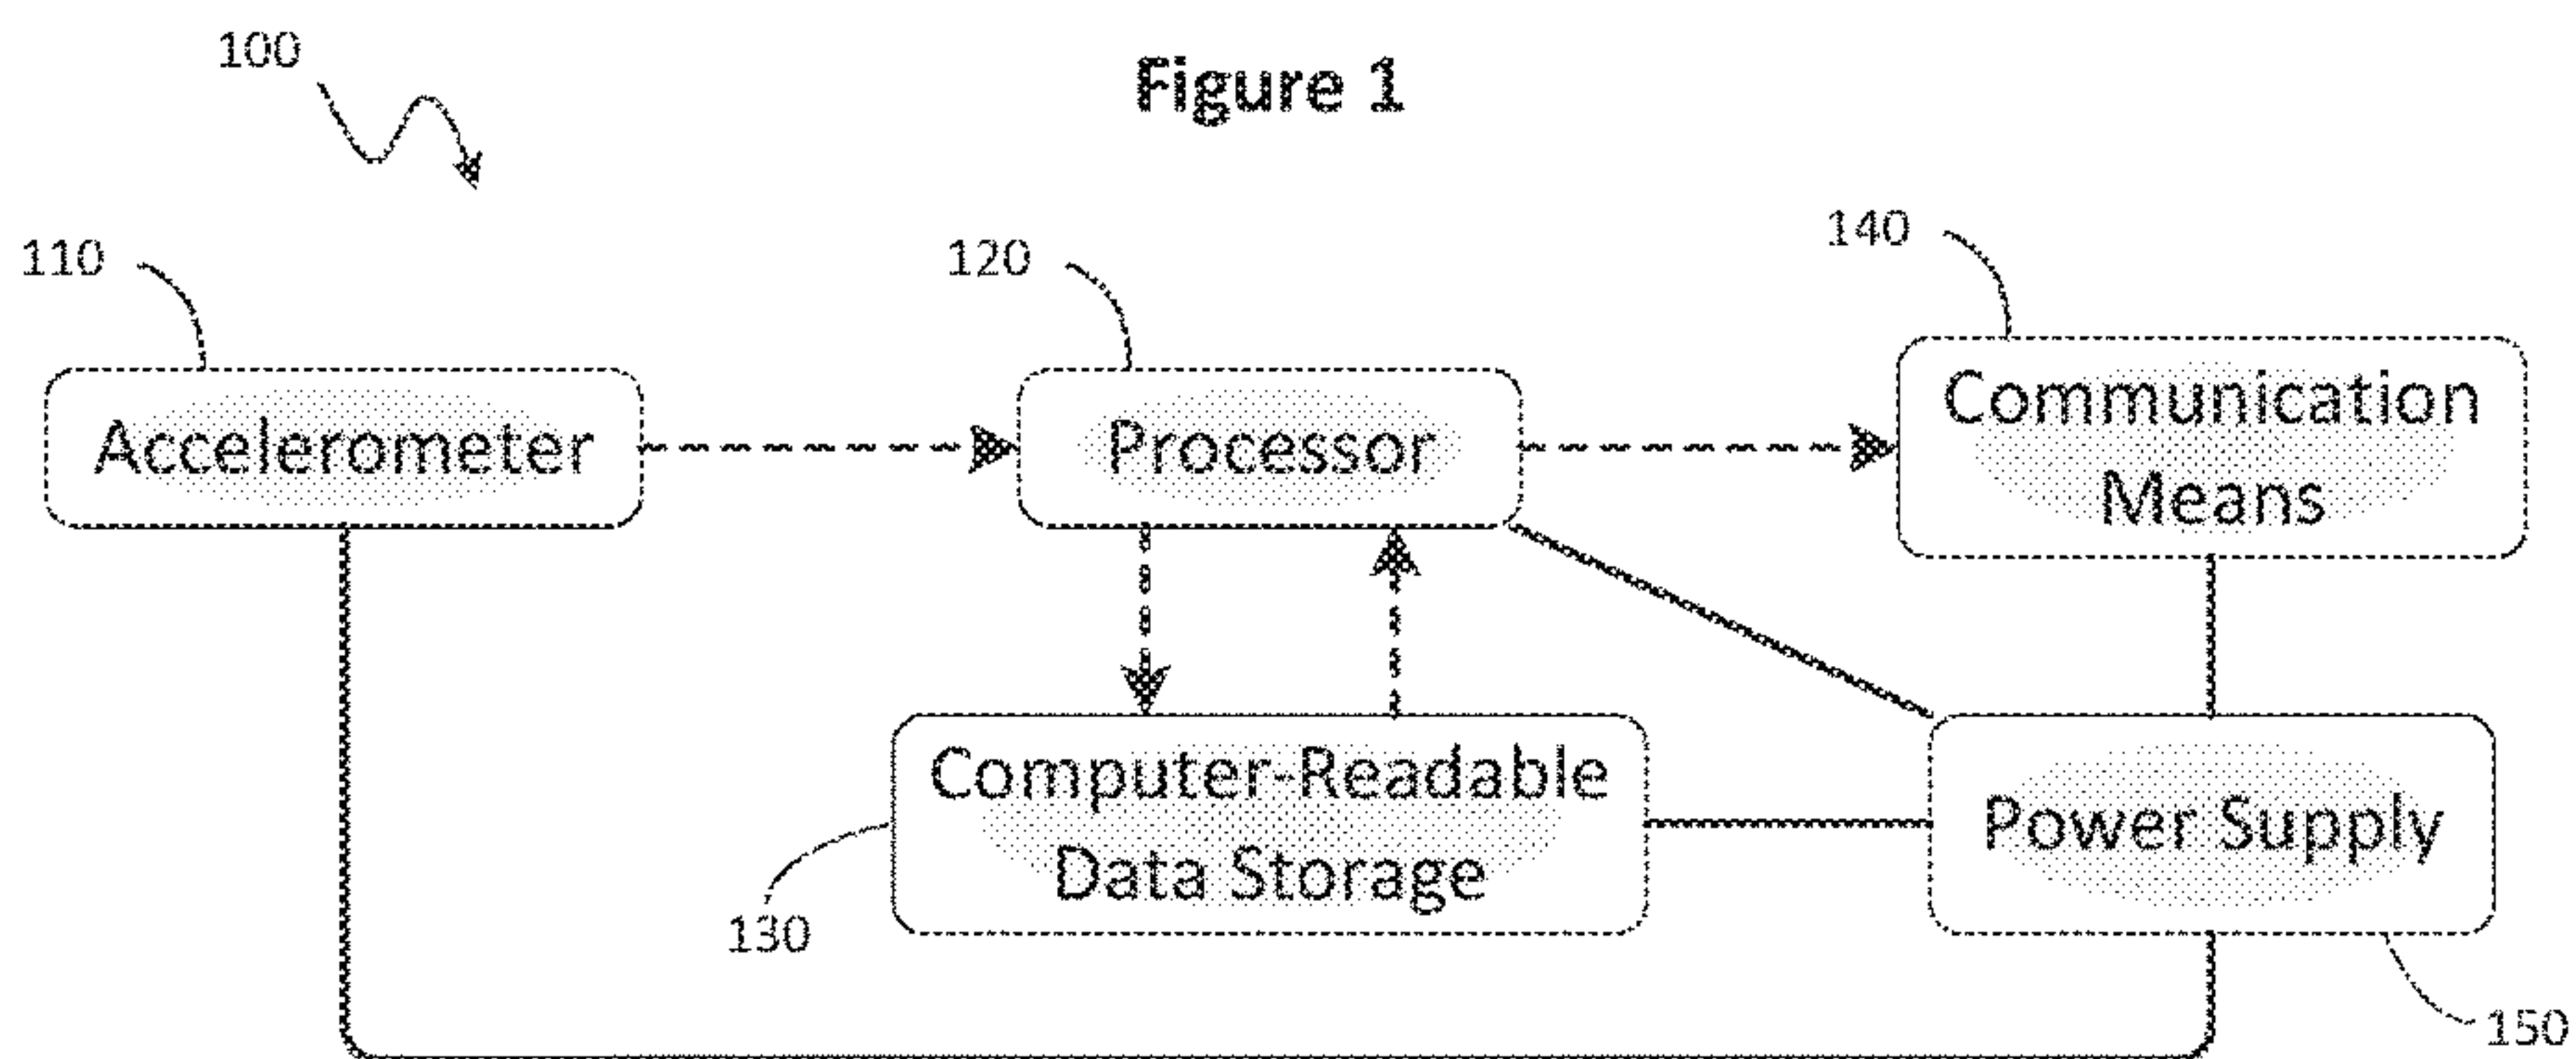 100
Figure 1
110
120
140
Accelerometer
Processor
Communication
Means
Computer-Readable
Data Storage
Power Supply
130
150